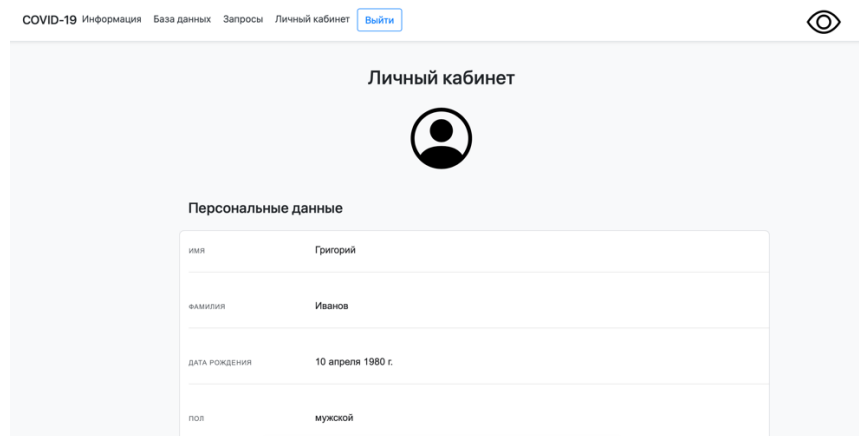 COVID-19 Информация База данных Запросы Личный кабинет Выйти
Личный кабинет
Персональные данные
ИМЯ Григорий
ФАМИЛИЯ Иванов
ДАТА РОЖДЕНИЯ 10 апреля 1980 г.
ПОЛ мужской